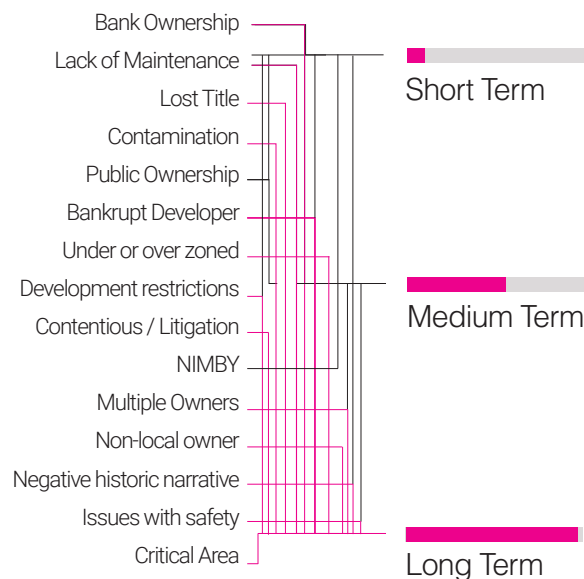 Bank Ownership
Lack of Maintenance
Short Term
Lost Title
Contamination
Public Ownership
Bankrupt Developer
Under or over zoned
Development restrictions
Medium Term
Contentious / Litigation
NIMBY
Multiple Owners
Non-local owner
Negative historic narrative
Issues with safety
Critical Area
Long Term